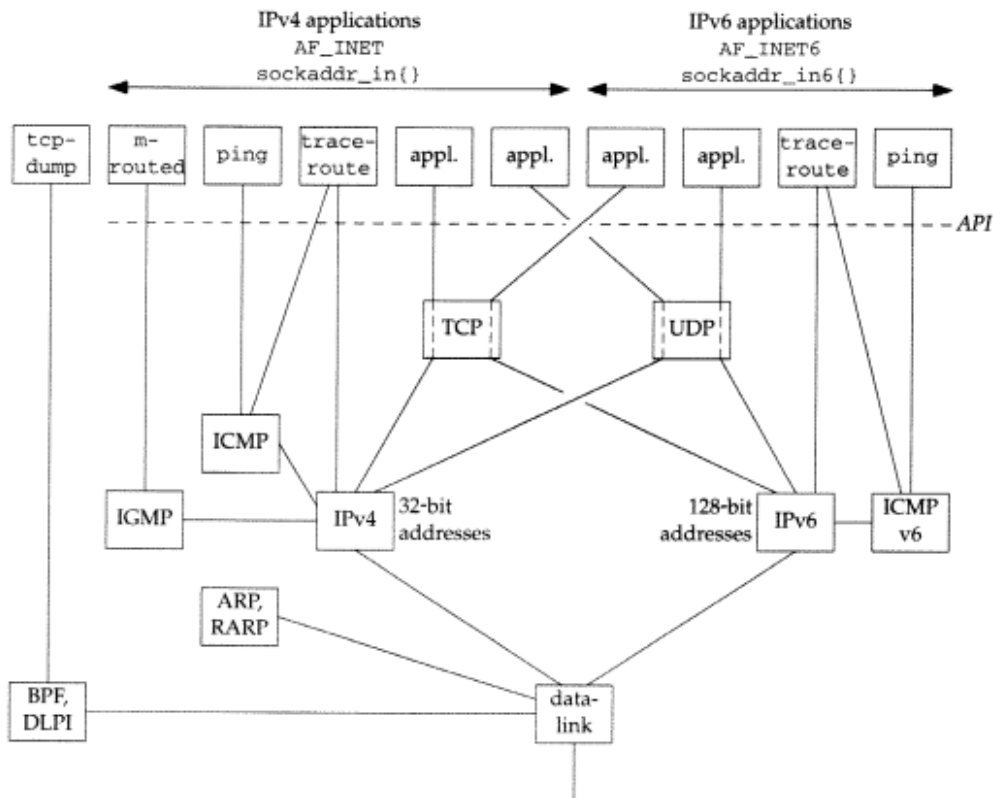 IPv4 applications
AF_INET
sockaddr_in{}
IPv6 applications
AF_INET6
sockaddr_in6{}
tcp-
dump
m-
routed
ping
trace-
route
appl.
appl.
appl.
appl.
trace-
route
ping
API
TCP
UDP
ICMP
IGMP
IPv4
32-bit
addresses
128-bit
addresses
IPv6
ICMP
v6
ARP,
RARP
BPF,
DLPI
data-
link